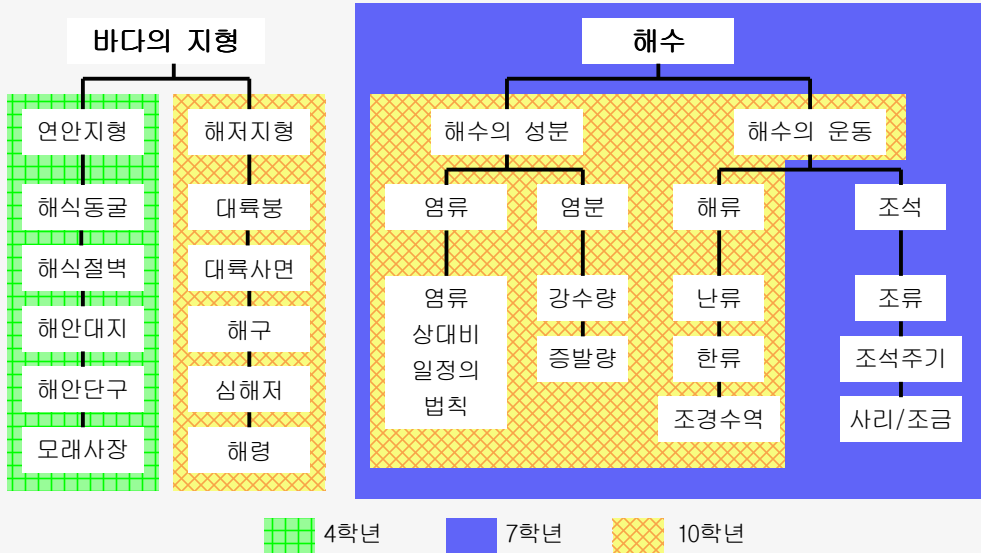 바다의 지형
해수
연안지형
해저지형
해수의 성분
해수의 운동
해식동굴
대륙붕
염류
염분
해류
조석
해식절벽
대륙사면
해안대지
해구
해안단구
심해저
모래사장
해령
염류
상대비
일정의
법칙
강수량
증발량
난류
한류
조경수역
조류
조석주기
사리/조금
4학년
7학년
10학년